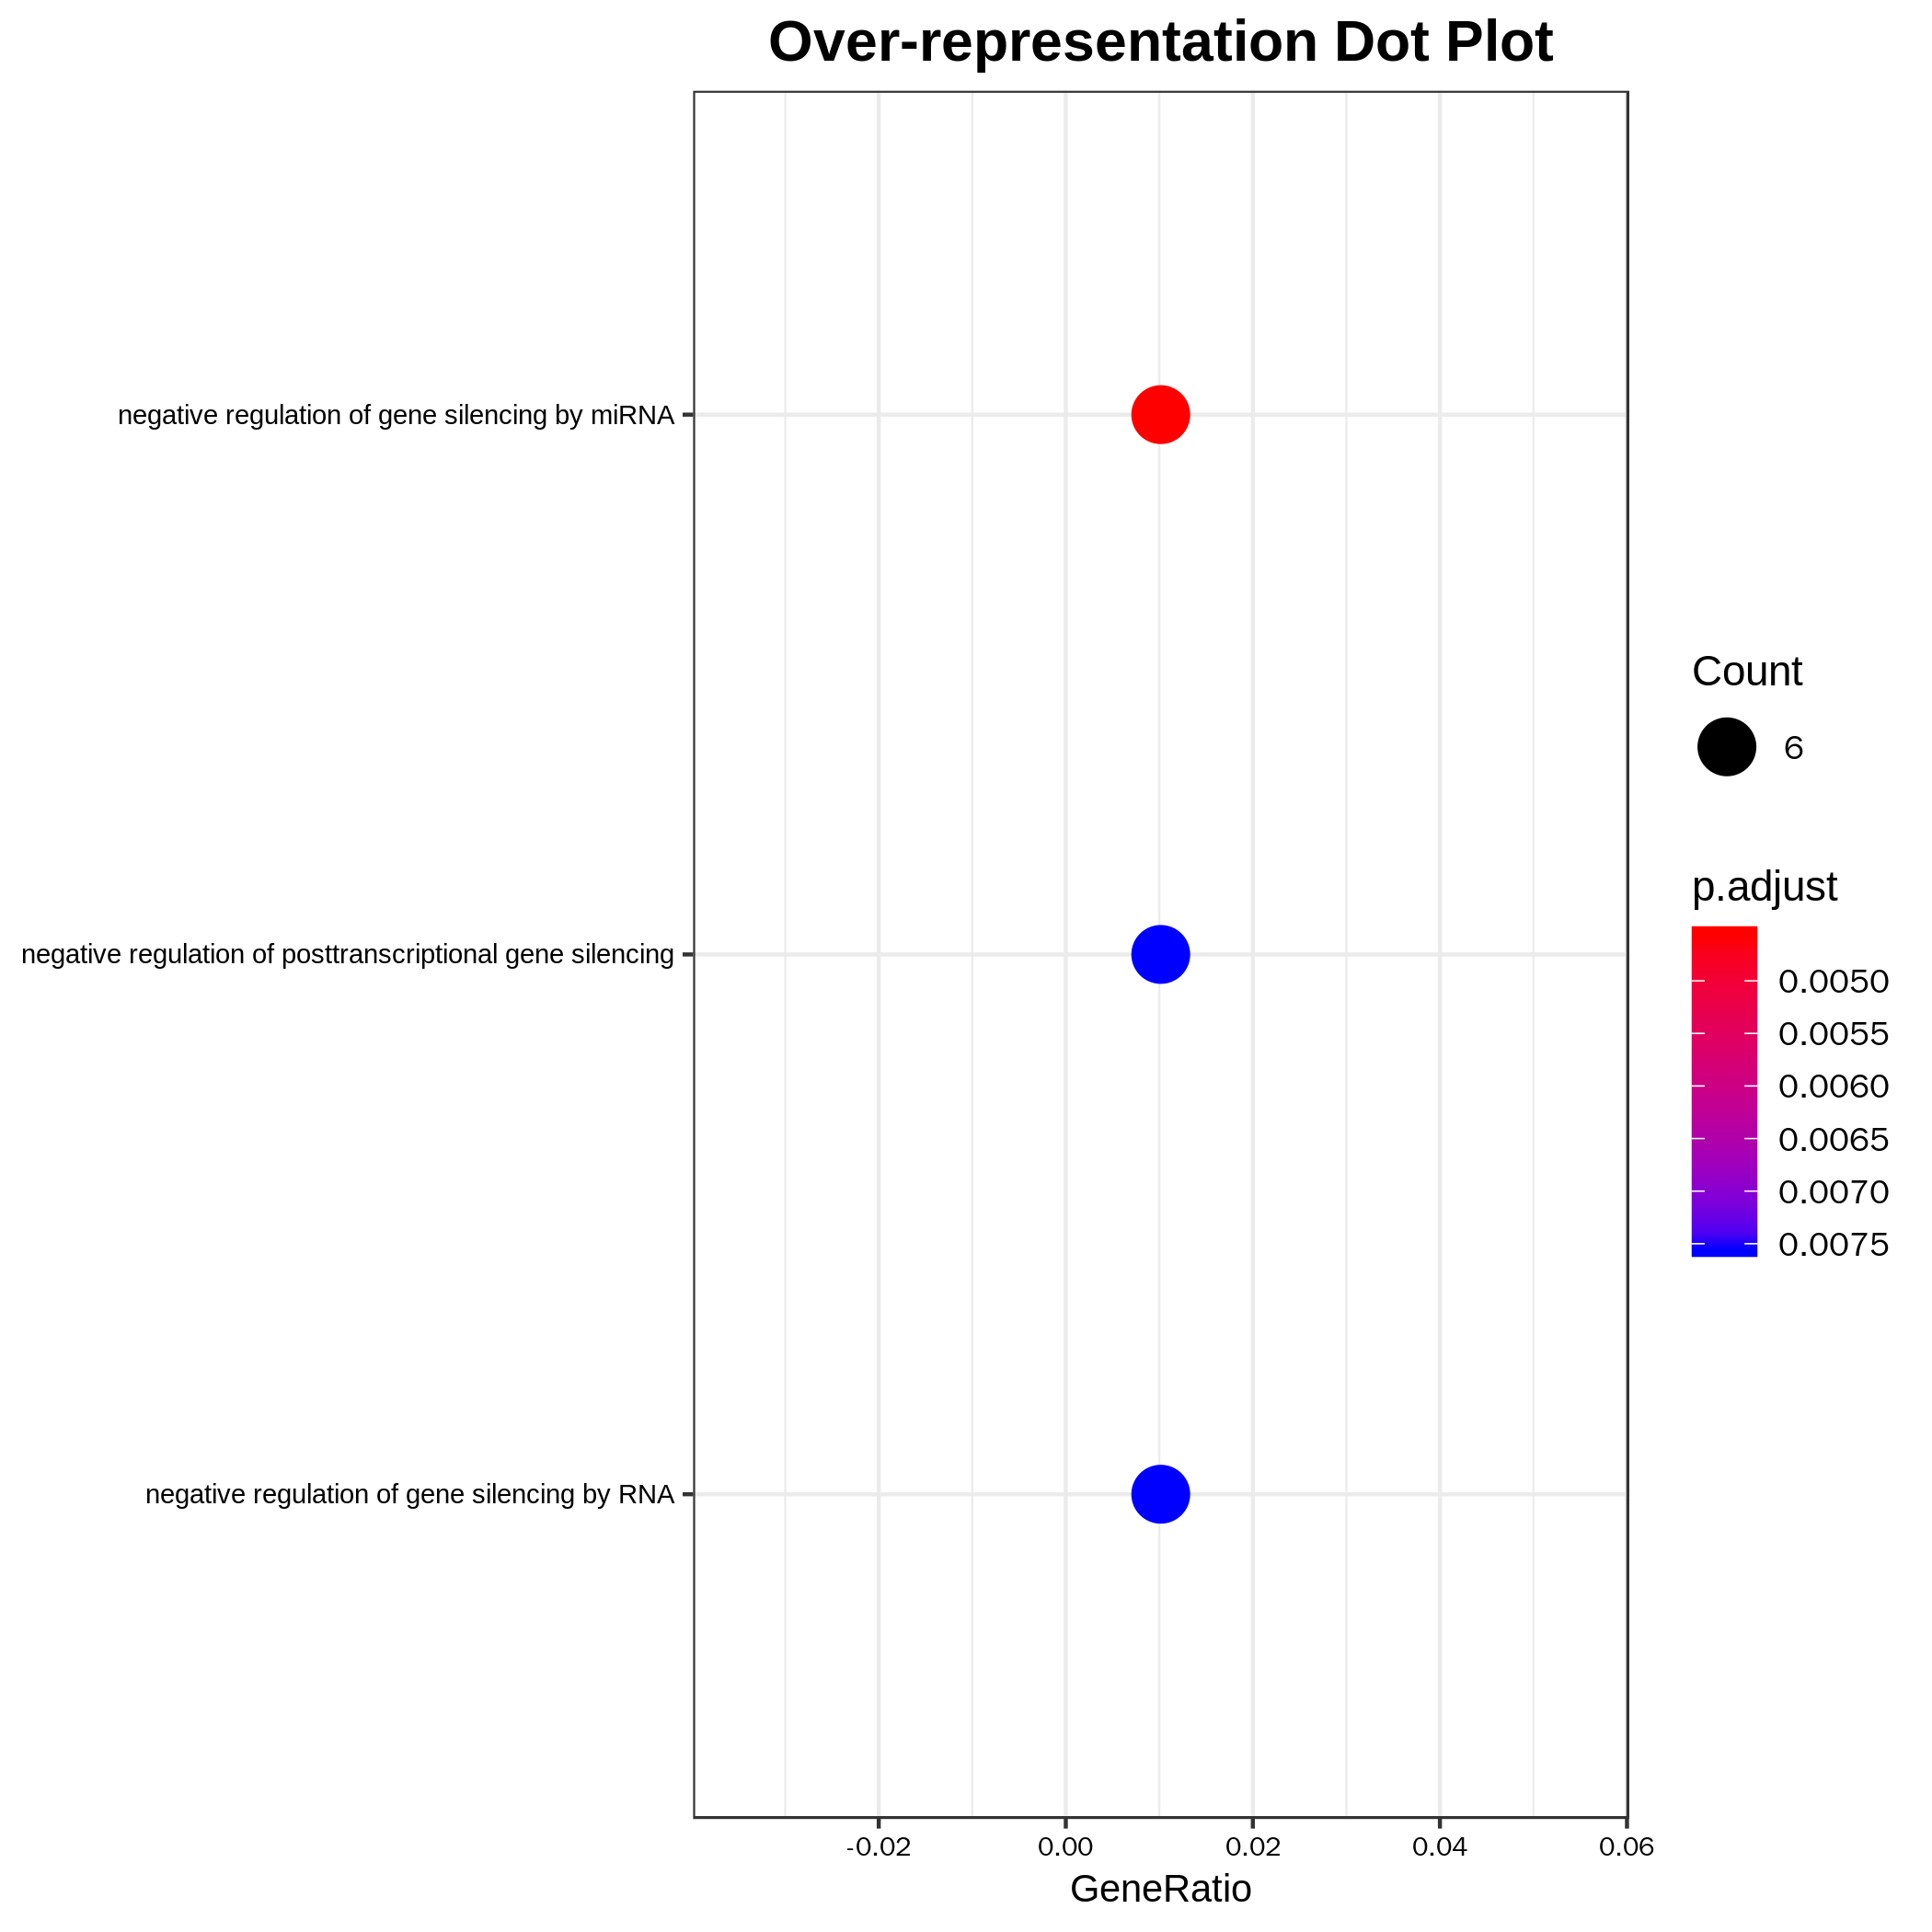 Over-representation Dot Plot
negative regulation of gene silencing by miRNA
negative regulation of posttranscriptional gene silencing
negative regulation of gene silencing by RNA
-0.02
0.00
0.02
0.04
0.06
GeneRatio
Count
6
p.adjust
0.0050
0.0055
0.0060
0.0065
0.0070
0.0075